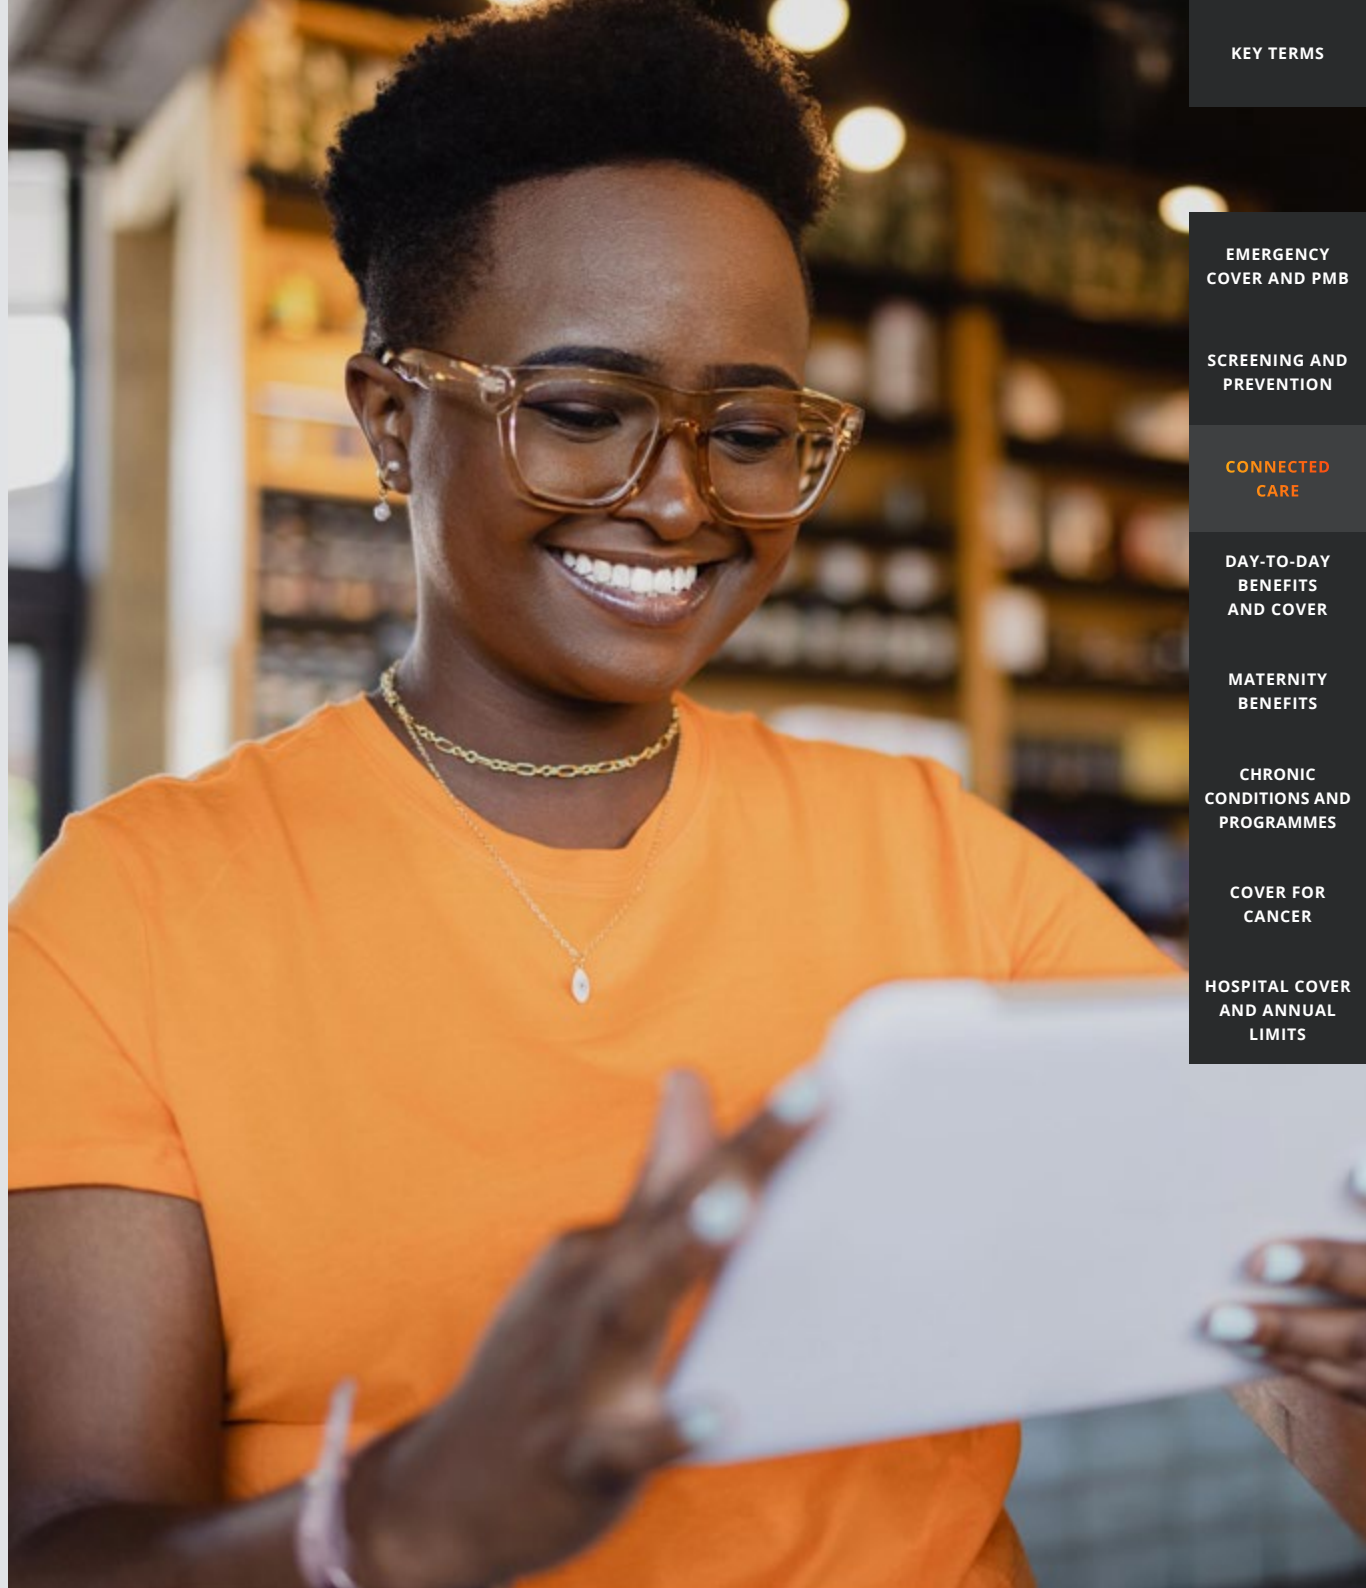 KEY TERMS
EMERGENCY
COVER AND PMB
SCREENING AND
PREVENTION
CONNECTED
CARE
DAY-TO-DAY
BENEFITS
AND COVER
MATERNITY
BENEFITS
CHRONIC
CONDITIONS AND
PROGRAMMES
COVER FOR
CANCER
HOSPITAL COVER
AND ANNUAL
LIMITS